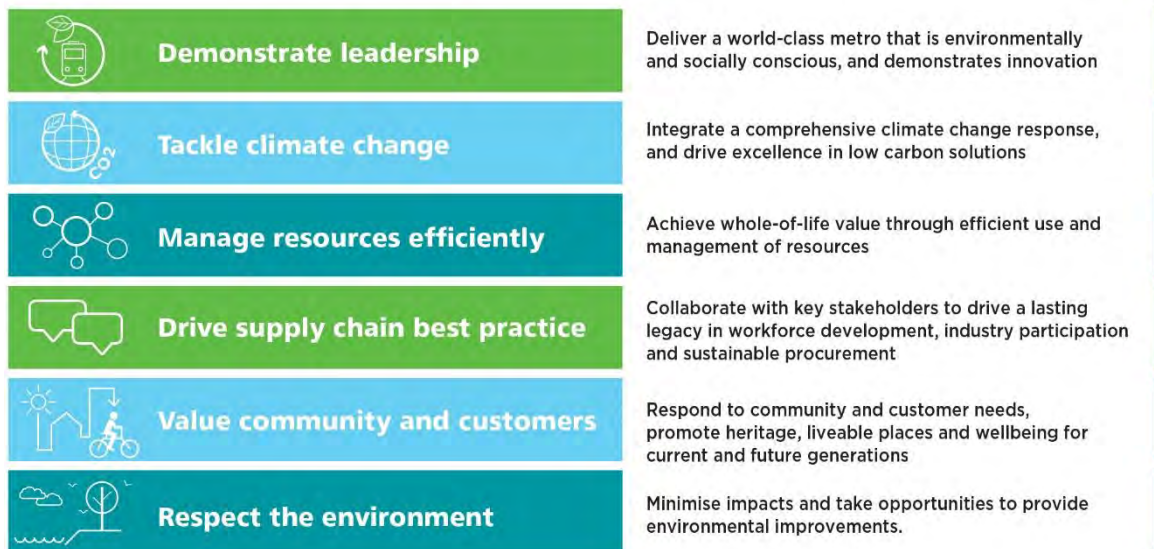 Demonstrate leadership
Deliver a world-class metro that is environmentally
and socially conscious, and demonstrates innovation
CO2
Tackle climate change
Integrate a comprehensive climate change response,
and drive excellence in low carbon solutions
Manage resources efficiently
Achieve whole-of-life value through efficient use and
management of resources
Drive supply chain best practice
Collaborate with key stakeholders to drive a lasting
legacy in workforce development, industry participation
and sustainable procurement
Value community and customers
Respond to community and customer needs,
promote heritage, liveable places and wellbeing for
current and future generations
Respect the environment
Minimise impacts and take opportunities to provide
environmental improvements.